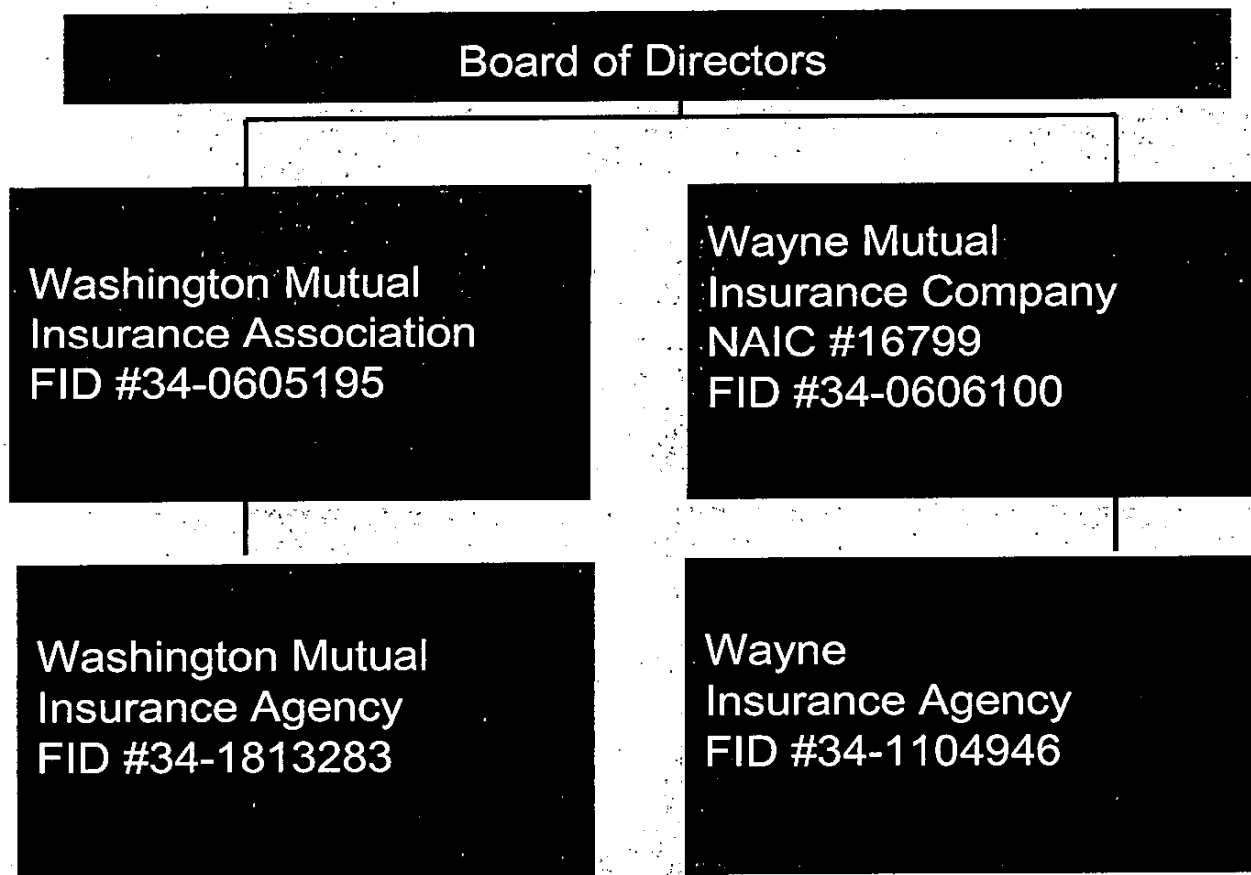 Board of Directors
Washington Mutual
Insurance Association
FID #34-0605195
Wayne Mutual
Insurance Company
NAIC #16799
FID #34-0606100
Washington Mutual
Insurance Agency
FID #34-1813283
Wayne
Insurance Agency
FID #34-1104946